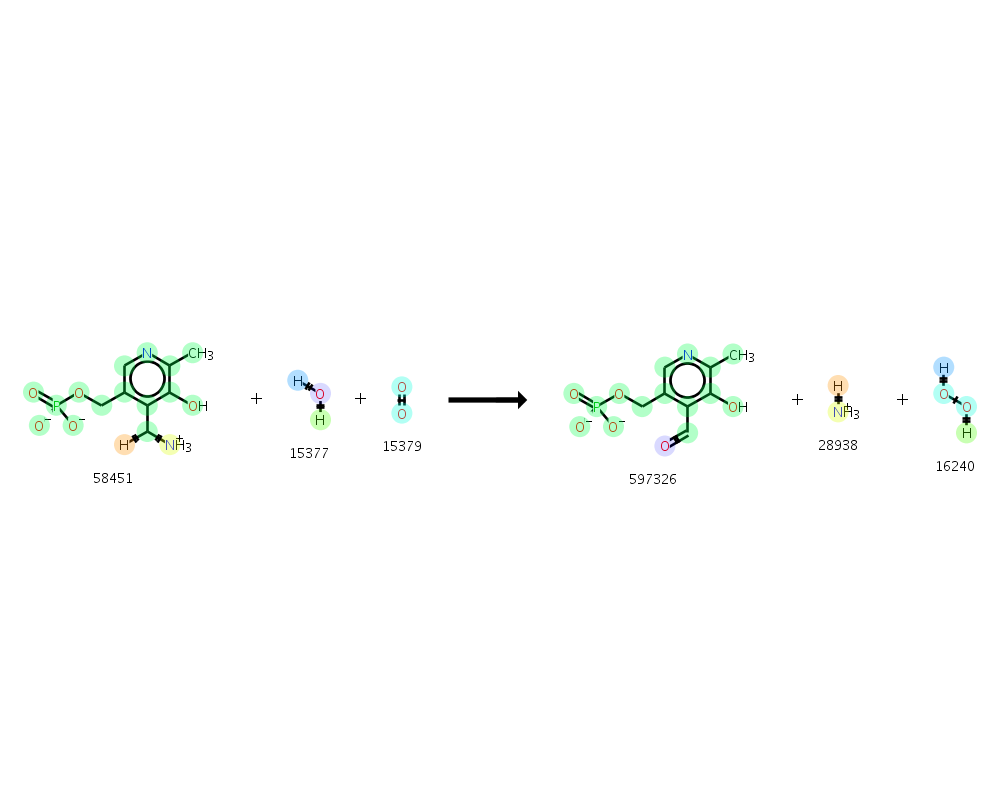 N
CH3
O
O
P
O⁻
O⁻
OH
H
NH3
+
58451
+
H
O
H
15377
+
O
O
15379
N
CH3
O
O
P
O⁻
O⁻
OH
O
597326
+
H
NH3
+
28938
+
H
O
O
H
16240